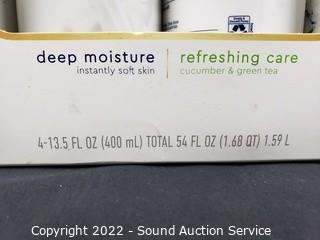 deep moisture
instantly soft skin
refreshing care
cucumber & green tea
4-13.5 FL OZ (400 mL) TOTAL 54 FL OZ (1.68 QT) 1.59 L
Copyright 2022 - Sound Auction Service